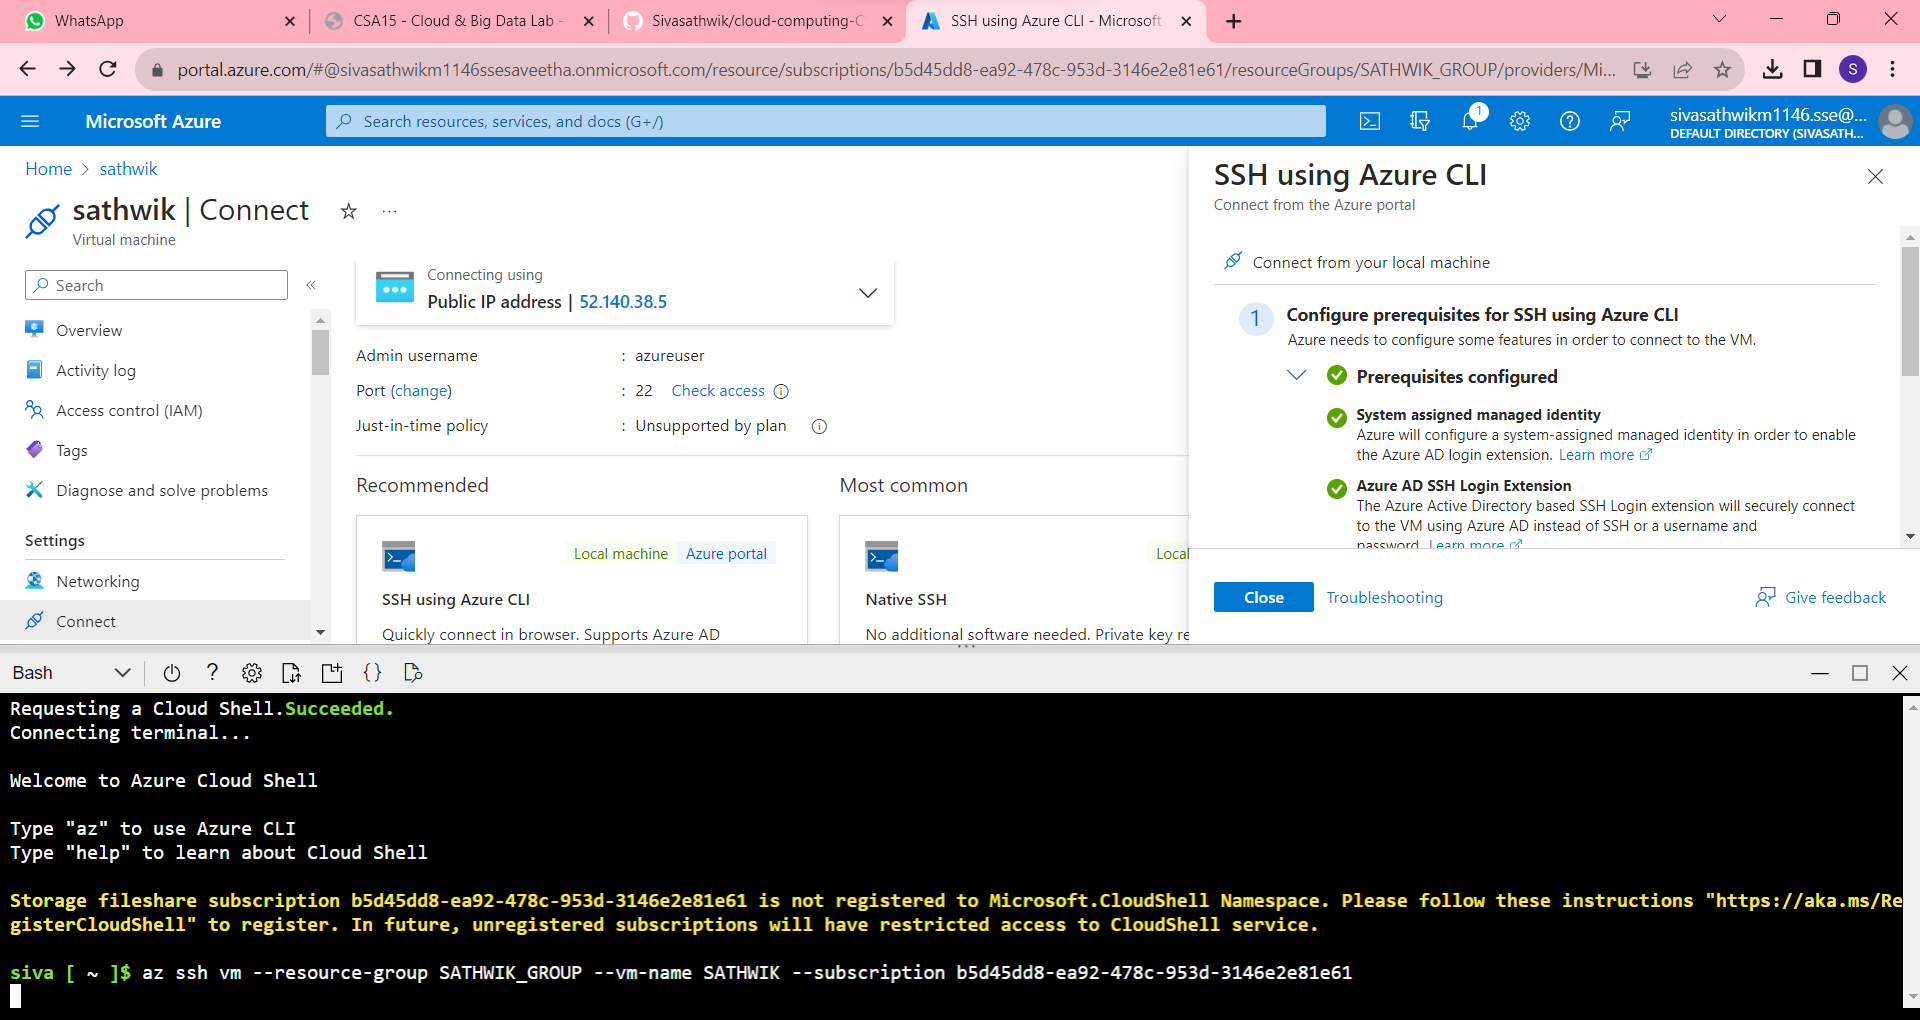 WhatsApp
CSA15 - Cloud & Big Data Lab -
Sivasathwik/cloud-computing-C
SSH using Azure CLI - Microsoft
portal.azure.com/#@sivasathwikm1146ssesaveetha.onmicrosoft.com/resource/subscriptions/b5d45dd8-ea92-478c-953d-3146e2e81e61/resourceGroups/SATHWIK_GROUP/providers/Mi...
S
Microsoft Azure
Search resources, services, and docs (G+/)
1
sivasathwikm1146.sse@...
DEFAULT DIRECTORY (SIVASATH...
Home > sathwik
sathwik | Connect
Virtual machine
Search
Overview
Activity log
Access control (IAM)
Tags
Diagnose and solve problems
Settings
Networking
Connect
Connecting using
Public IP address | 52.140.38.5
Admin username : azureuser
Port (change) : 22 Check access
Just-in-time policy : Unsupported by plan
Recommended
Local machine Azure portal
SSH using Azure CLI
Quickly connect in browser. Supports Azure AD
Most common
Local
Native SSH
No additional software needed. Private key re
SSH using Azure CLI
Connect from the Azure portal
Connect from your local machine
1 Configure prerequisites for SSH using Azure CLI
Azure needs to configure some features in order to connect to the VM.
Prerequisites configured
System assigned managed identity
Azure will configure a system-assigned managed identity in order to enable
the Azure AD login extension. Learn more
Azure AD SSH Login Extension
The Azure Active Directory based SSH Login extension will securely connect
to the VM using Azure AD instead of SSH or a username and
password. Learn more
Close Troubleshooting Give feedback
Bash
Requesting a Cloud Shell.Succeeded.
Connecting terminal...
Welcome to Azure Cloud Shell
Type "az" to use Azure CLI
Type "help" to learn about Cloud Shell
Storage fileshare subscription b5d45dd8-ea92-478c-953d-3146e2e81e61 is not registered to Microsoft.CloudShell Namespace. Please follow these instructions "https://aka.ms/Re
gisterCloudShell" to register. In future, unregistered subscriptions will have restricted access to CloudShell service.
siva [ ~ ]$ az ssh vm --resource-group SATHWIK_GROUP --vm-name SATHWIK --subscription b5d45dd8-ea92-478c-953d-3146e2e81e61